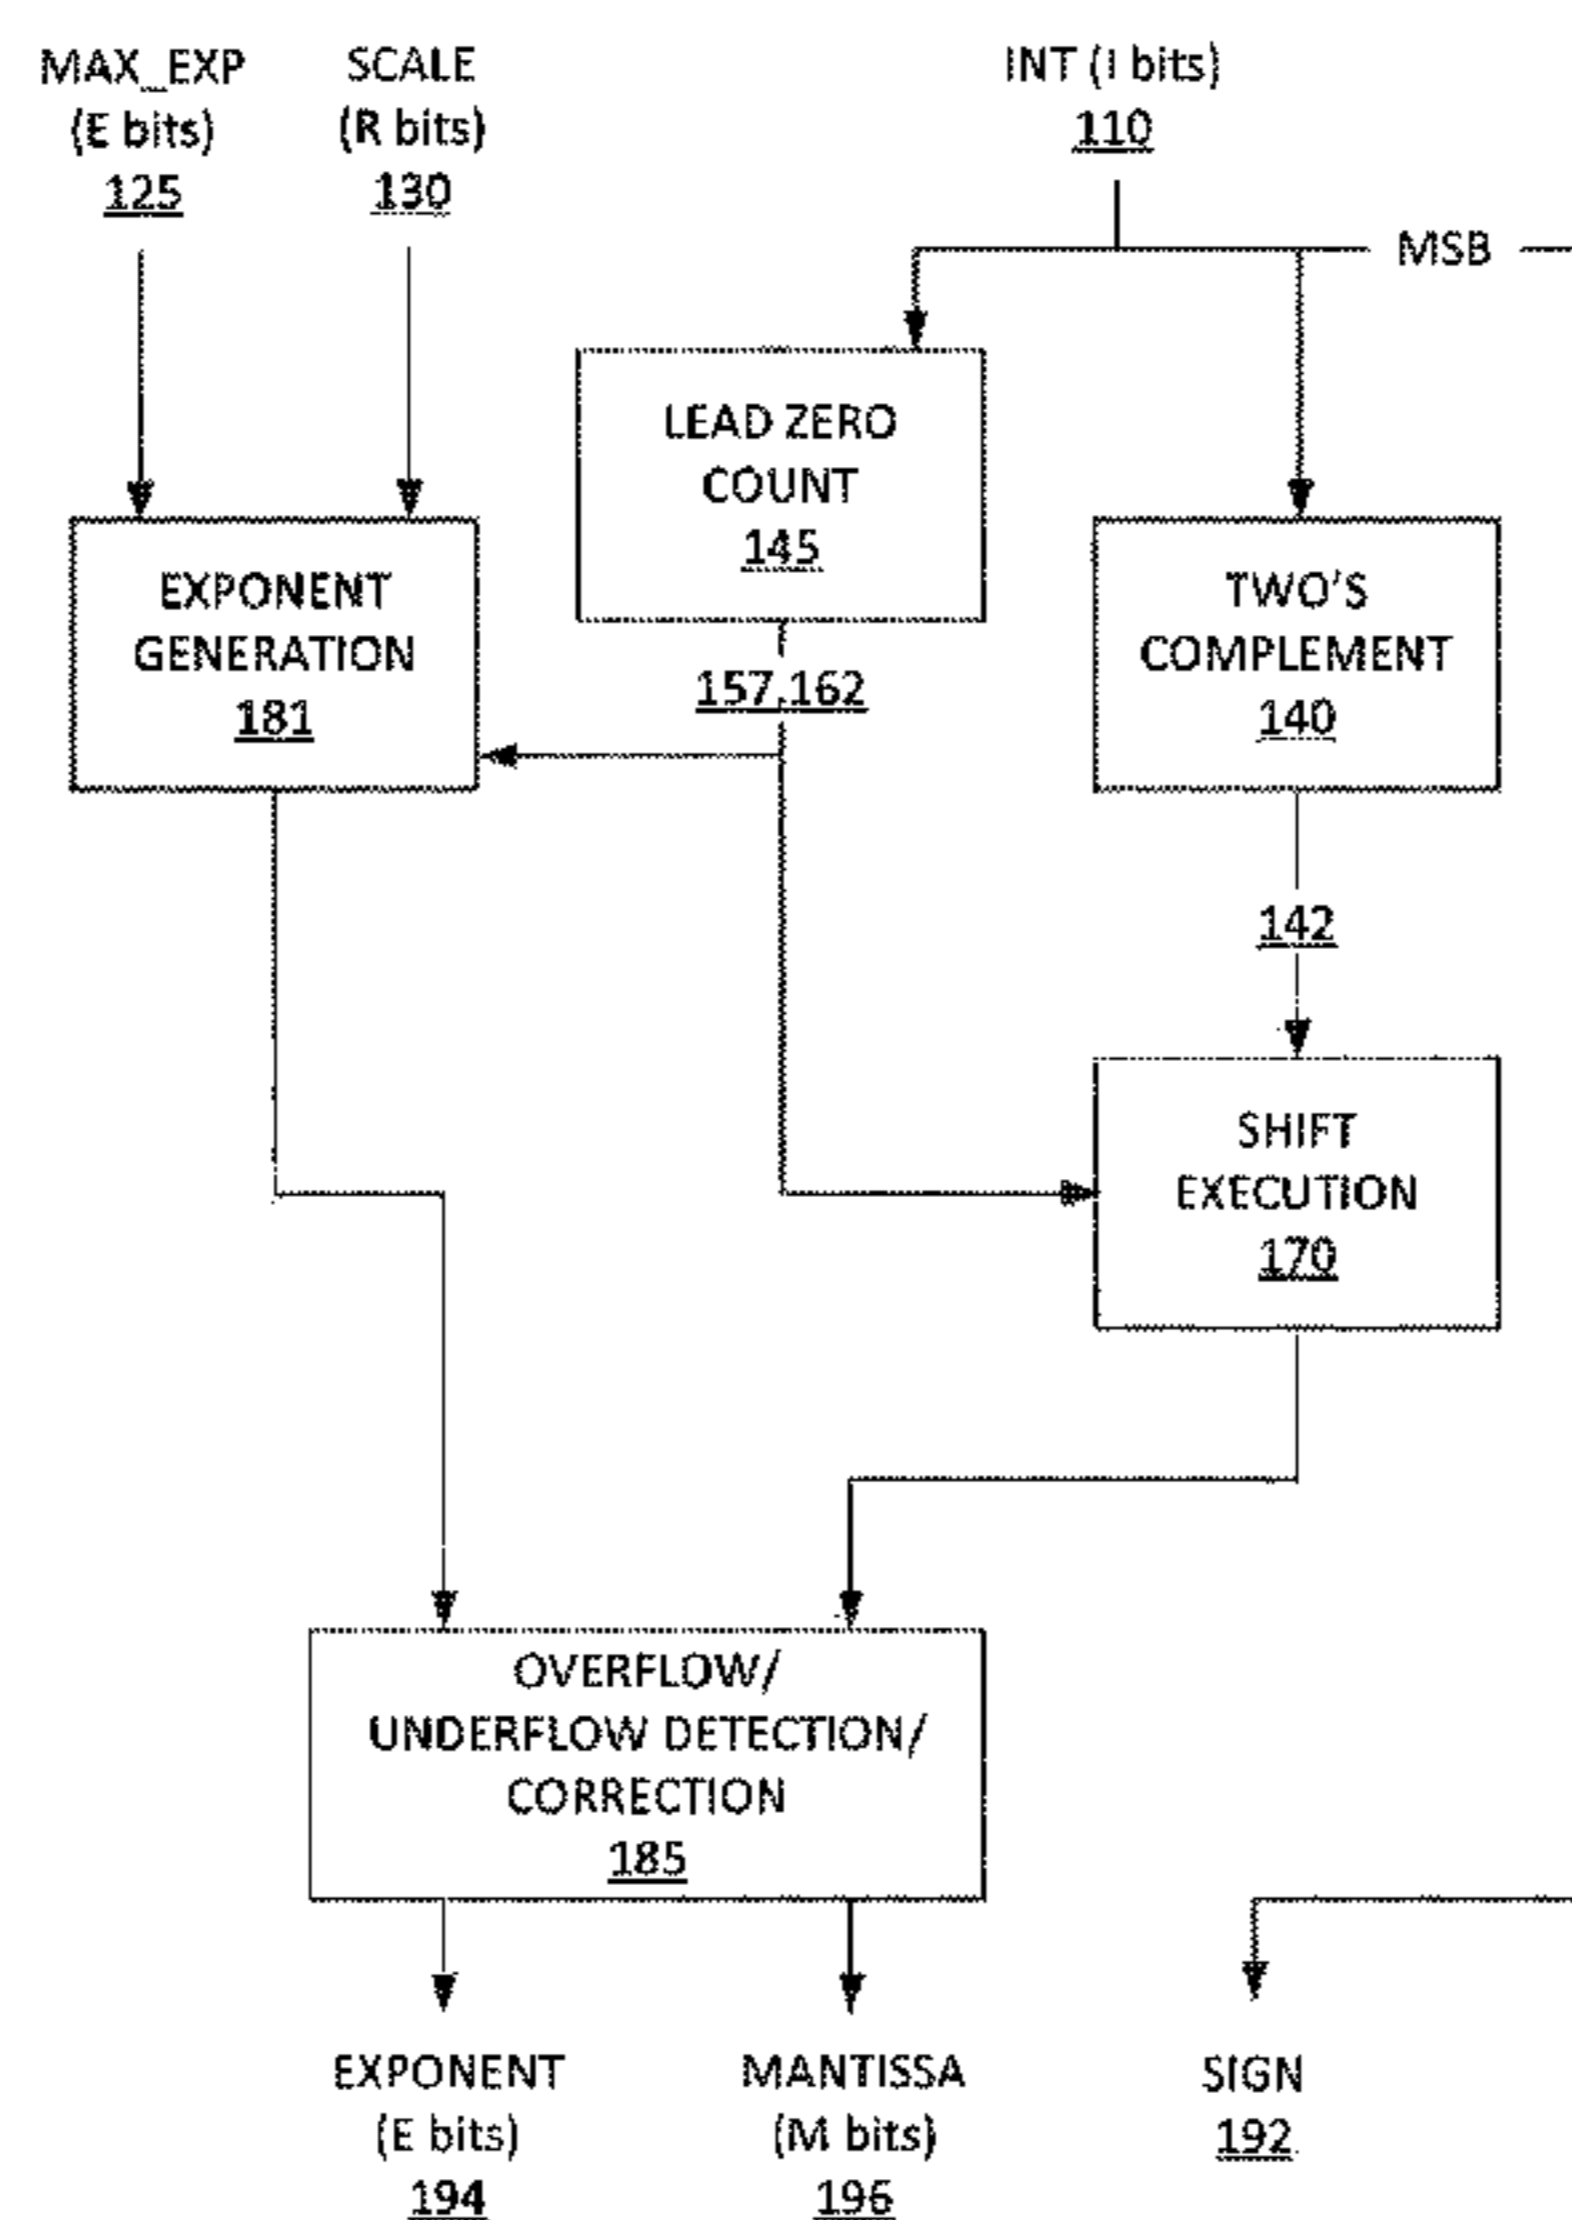 MAX_EXP
(E bits)
125
SCALE
(R bits)
130
INT (I bits)
110
MSB
LEAD ZERO
COUNT
145
EXPONENT
GENERATION
181
TWO'S
COMPLEMENT
140
157,162
142
SHIFT
EXECUTION
170
OVERFLOW/
UNDERFLOW DETECTION/
CORRECTION
185
EXPONENT
(E bits)
194
MANTISSA
(M bits)
196
SIGN
192